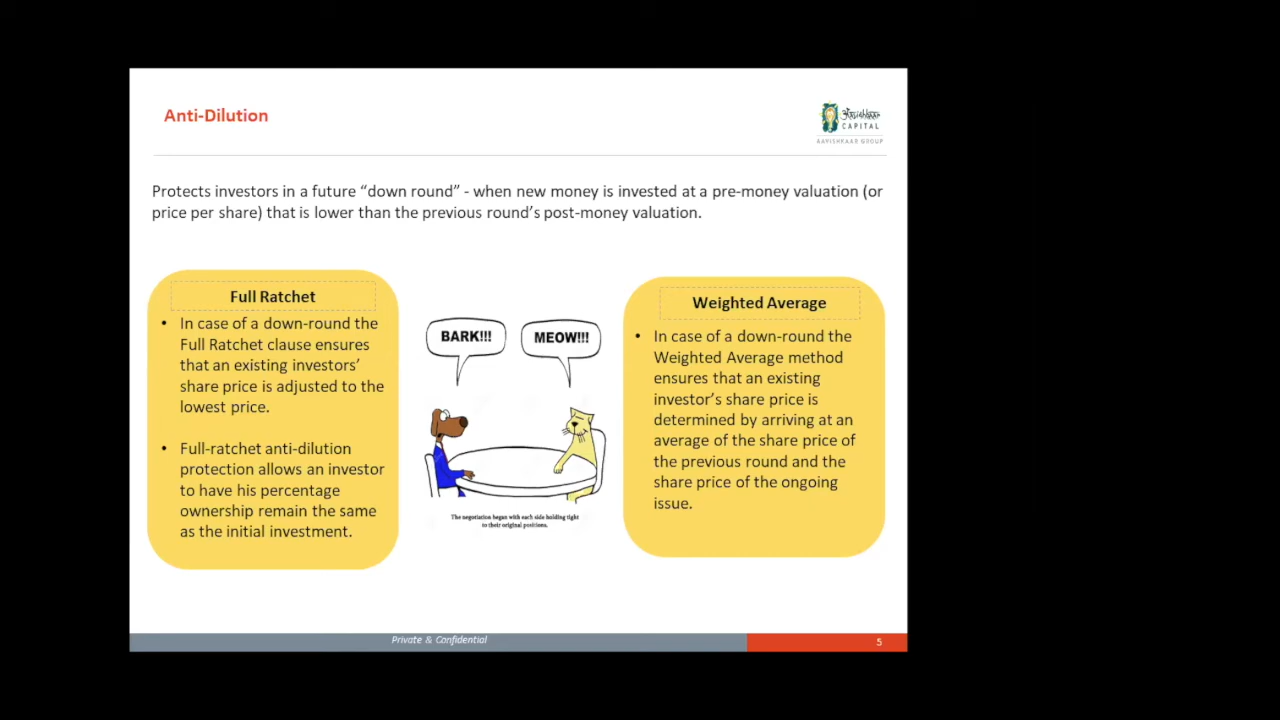 Anti-Dilution
CAPITAL
AAVISHKAAR GROUP
Protects investors in a future “down round” - when new money is invested at a pre-money valuation (or
price per share) that is lower than the previous round’s post-money valuation.
Full Ratchet
• In case of a down-round the
Full Ratchet clause ensures
that an existing investors’
share price is adjusted to the
lowest price.
• Full-ratchet anti-dilution
protection allows an investor
to have his percentage
ownership remain the same
as the initial investment.
BARK!!!
MEOW!!!
The negotiation began with each side holding tight
to their original positions.
Weighted Average
• In case of a down-round the
Weighted Average method
ensures that an existing
investor’s share price is
determined by arriving at an
average of the share price of
the previous round and the
share price of the ongoing
issue.
Private & Confidential
5